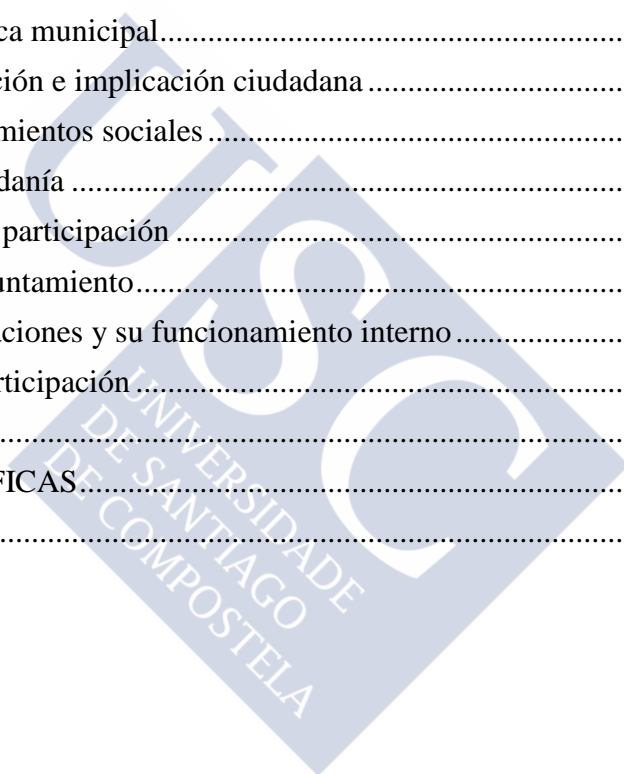 ca municipal..........................................................................
ción e implicación ciudadana..........................................
mientos sociales..................................................................
danía.......................................................................................
participación........................................................................
untamiento.............................................................................
aciones y su funcionamiento interno............................
rticipación..............................................................................
................................................................................................
FICAS.......................................................................................
................................................................................................
USC
UNIVERSIDADE
DE SANTIAGO
DE COMPOSTELA